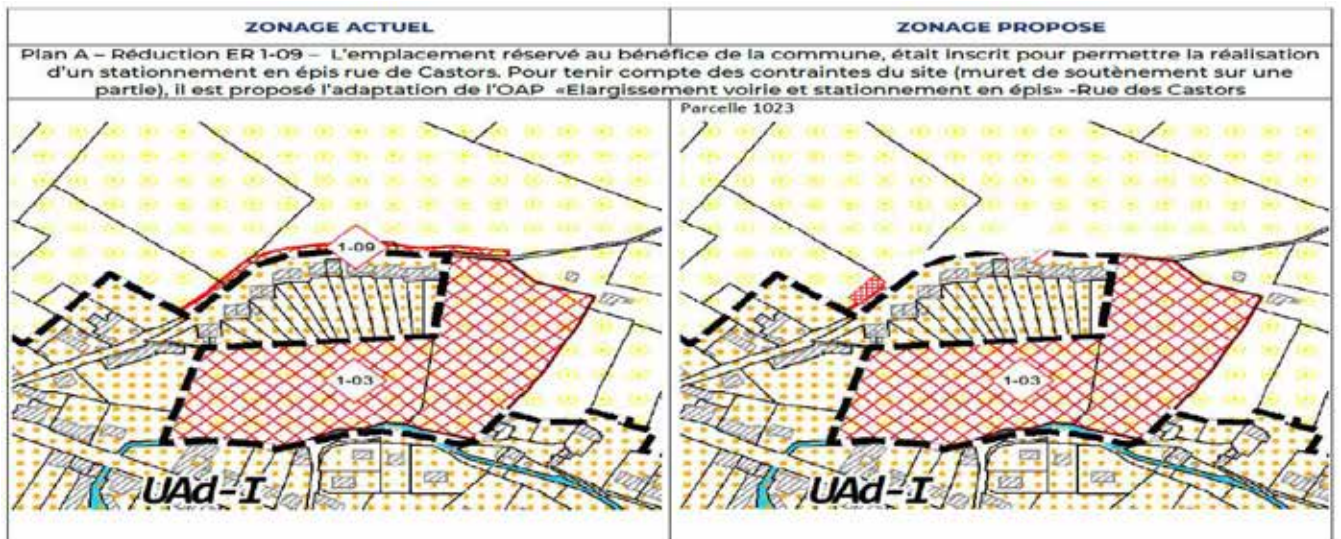 ZONAGE ACTUEL
ZONAGE PROPOSE
Plan A – Réduction ER 1-09 – L'emplacement réservé au bénéfice de la commune, était inscrit pour permettre la réalisation
d'un stationnement en épis rue de Castors. Pour tenir compte des contraintes du site (muret de soutènement sur une
partie), il est proposé l'adaptation de l'OAP «Elargissement voirie et stationnement en épis» -Rue des Castors
Parcelle 1023
1-09
1-03
UAd-I
1-03
UAd-I